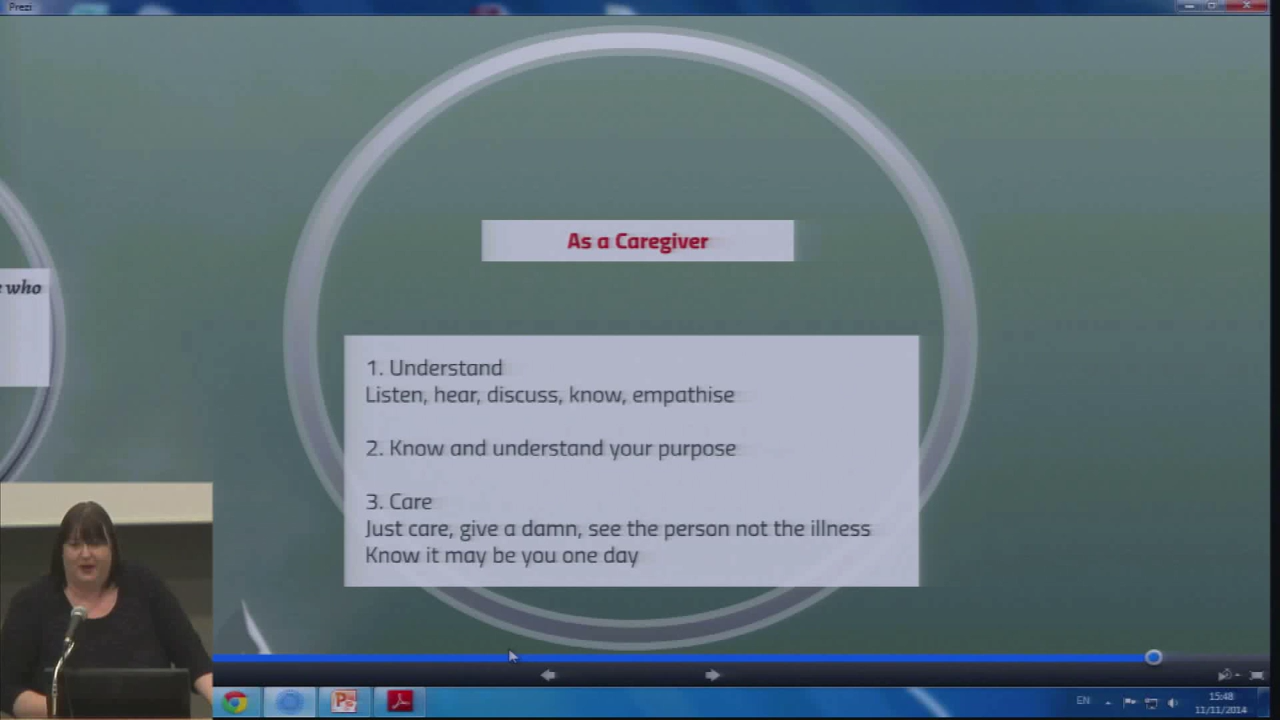 Prezi
As a Caregiver
who
1. Understand
Listen, hear, discuss, know, empathise
2. Know and understand your purpose
3. Care
Just care, give a damn, see the person not the illness
Know it may be you one day
EN
15:48
11/11/2014